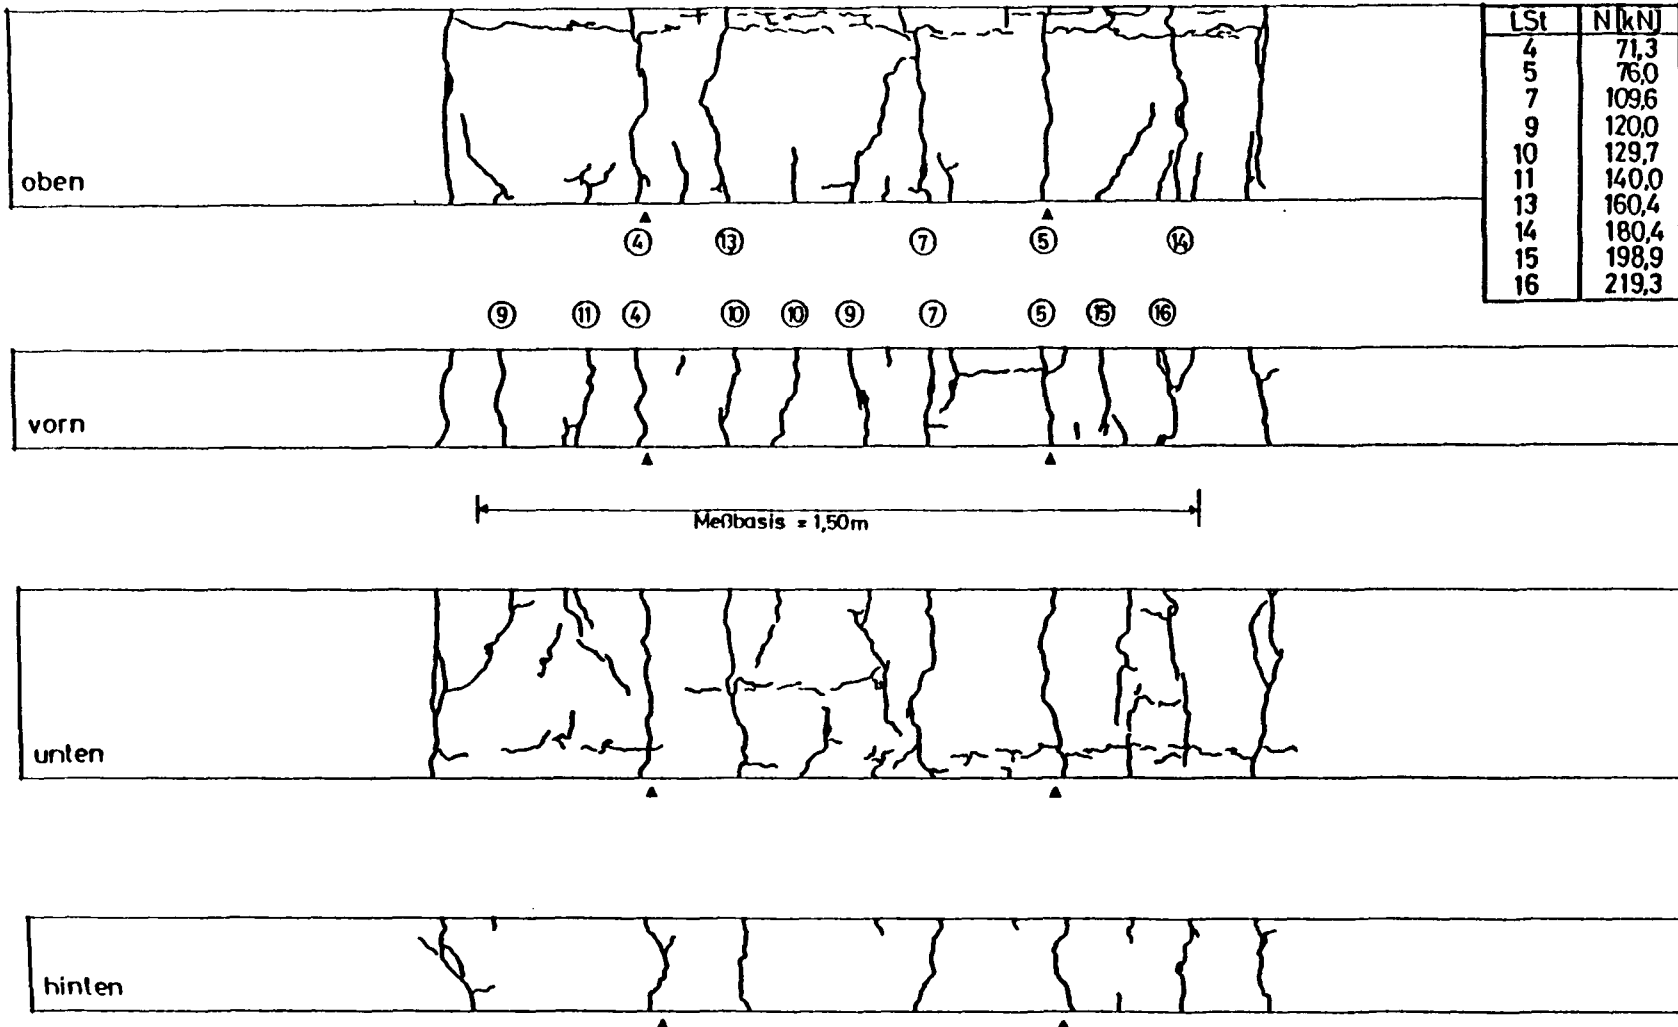 LSt N [kN]
4 71,3
5 76,0
7 109,6
9 120,0
10 129,7
11 140,0
13 160,4
14 180,4
15 198,9
16 219,3
oben
4 13 7 5 14
9 11 4 10 10 9 7 5 15 16
vorn
Meßbasis = 1,50m
unten
hinten